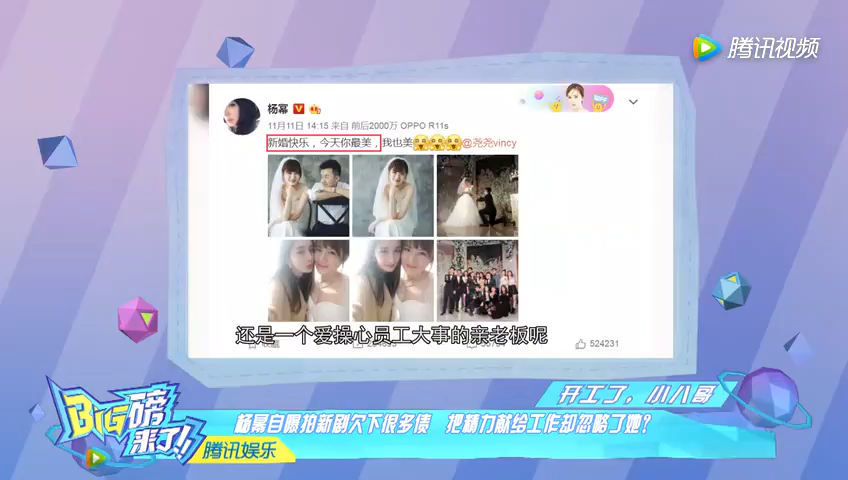 腾讯视频
杨幂
11月11日 14:15 来自 前后2000万 OPPO R11s
新婚快乐，今天你最美，我也美@尧尧vincy
还是一个爱操心员工大事的亲老板呢
524231
开工了，小八哥
BIG磅来了!!
杨幂自爆拍新剧欠下很多债 把精力献给工作却忽略了她？
腾讯娱乐